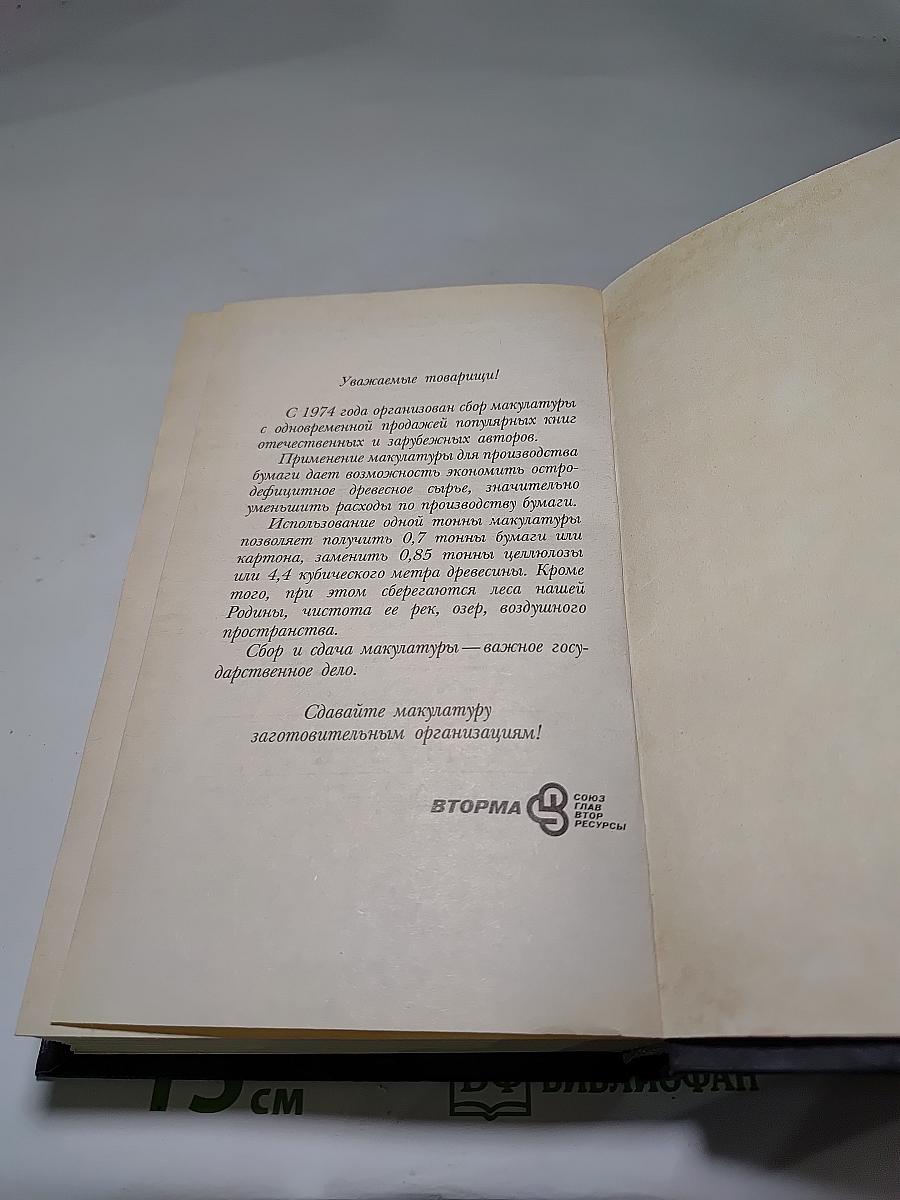 Уважаемые товарищи!
С 1974 года организован сбор макулатуры
с одновременной продажей популярных книг
отечественных и зарубежных авторов.
Применение макулатуры для производства
бумаги дает возможность экономить остро-
дефицитное древесное сырье, значительно
уменьшить расходы по производству бумаги.
Использование одной тонны макулатуры
позволяет получить 0,7 тонны бумаги или
картона, заменить 0,85 тонны целлюлозы
или 4,4 кубического метра древесины. Кроме
того, при этом сберегаются леса нашей
Родины, чистота ее рек, озер, воздушного
пространства.
Сбор и сдача макулатуры — важное госу-
дарственное дело.
Сдавайте макулатуру
заготовительным организациям!
ВТОРМА
СОЮЗ
ГЛАВ
ВТОР
РЕСУРСЫ
15 см
БФ БИБЛИОФАН